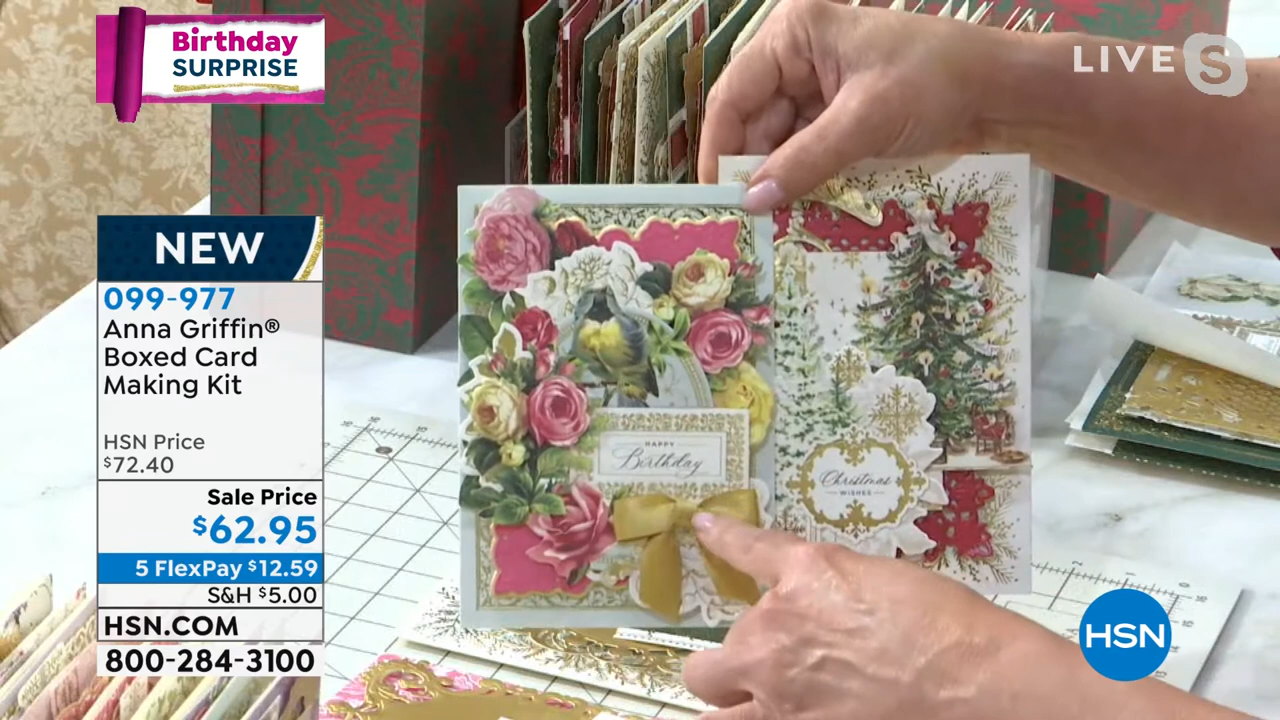 Birthday
SURPRISE
LIVE S
NEW
099-977
Anna Griffin®
Boxed Card
Making Kit
HSN Price
$72.40
Sale Price
$62.95
5 FlexPay $12.59
S&H $5.00
HSN.COM
800-284-3100
HAPPY
Birthday
Christmas
WISHES
HSN